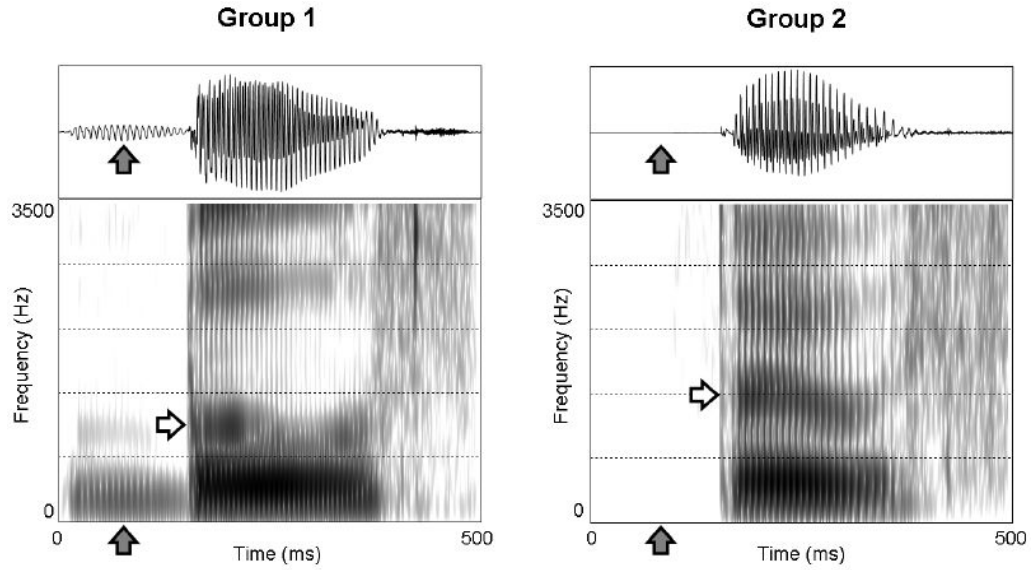 Group 1
3500
Frequency (Hz)
0
0
Time (ms)
500
Group 2
3500
Frequency (Hz)
0
0
Time (ms)
500